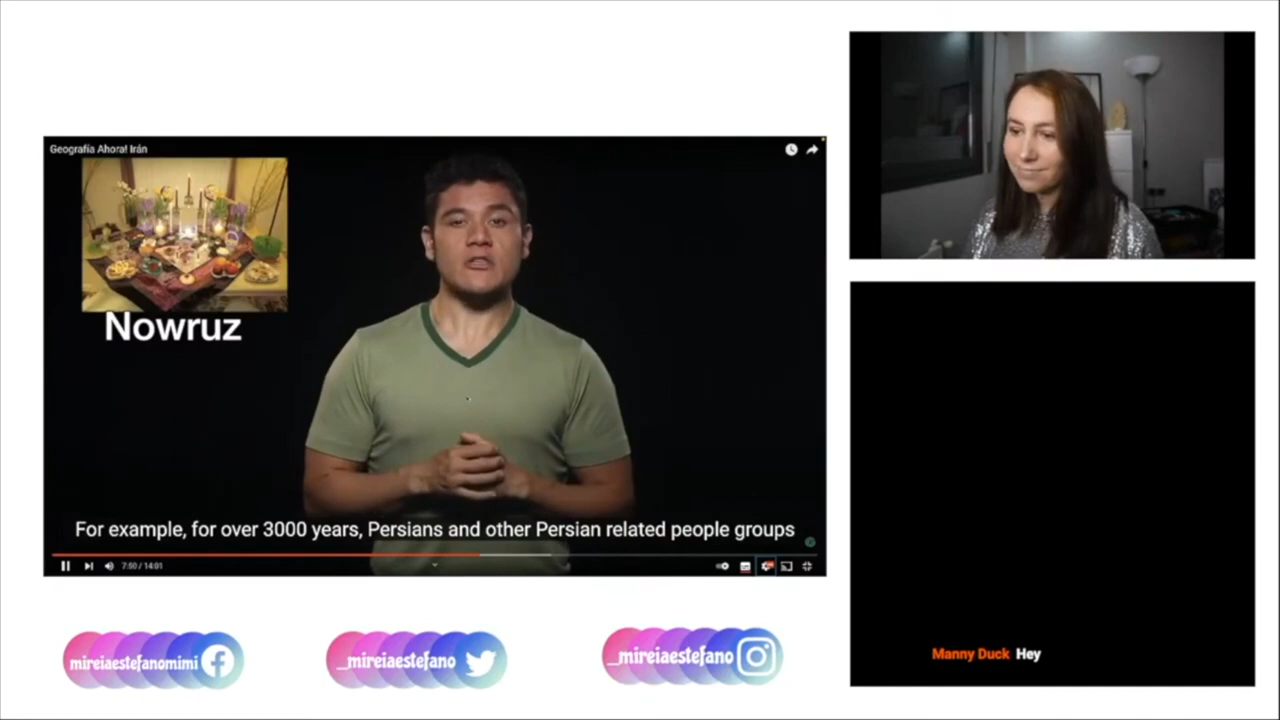 Geografía Ahora! Irán
Nowruz
For example, for over 3000 years, Persians and other Persian related people groups
7:50 / 14:01
mireiaestefanomimi
_mireiaestefano
_mireiaestefano
Manny Duck Hey